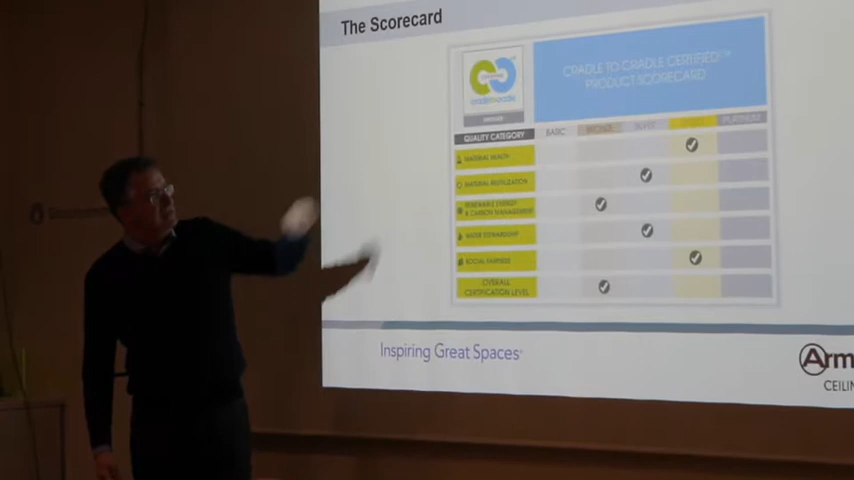 The Scorecard
CRADLE TO CRADLE CERTIFIED
PRODUCT SCORECARD
QUALITY CATEGORY BASIC BRONZE SILVER GOLD PLATINUM
MATERIAL HEALTH
MATERIAL REUTILIZATION
RENEWABLE ENERGY
& CARBON MANAGEMENT
WATER STEWARDSHIP
SOCIAL FAIRNESS
OVERALL
CERTIFICATION LEVEL
Inspiring Great Spaces®
Arm
CEILIN